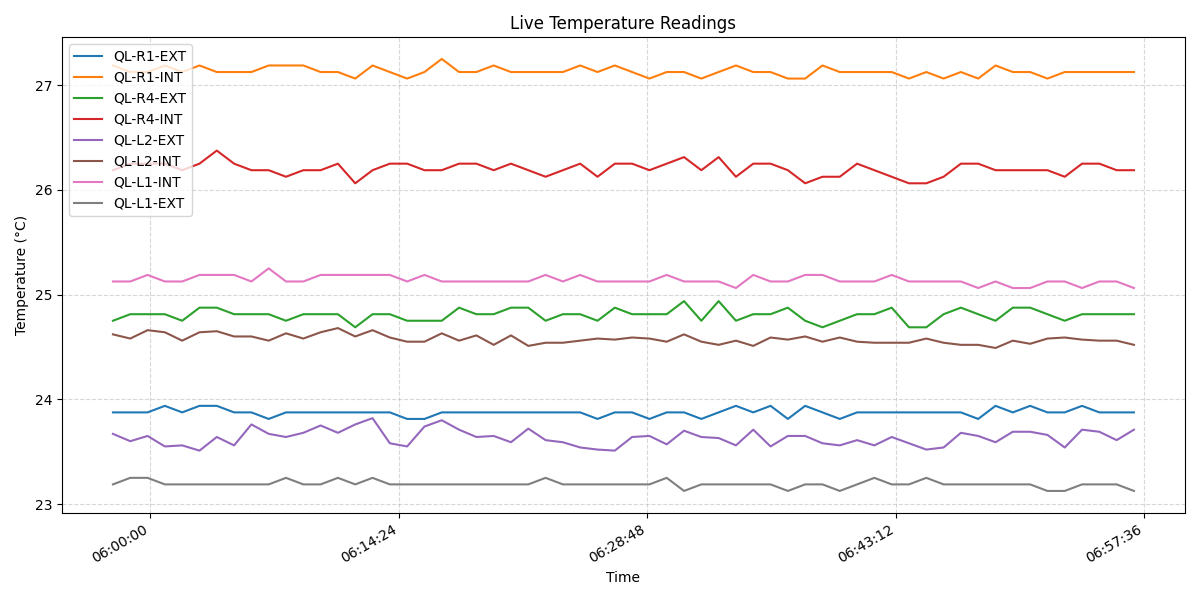 Live Temperature Readings
QL-R1-EXT
QL-R1-INT
QL-R4-EXT
QL-R4-INT
QL-L2-EXT
QL-L2-INT
QL-L1-INT
QL-L1-EXT
Temperature (°C)
27
26
25
24
23
06:00:00
06:14:24
06:28:48
06:43:12
06:57:36
Time